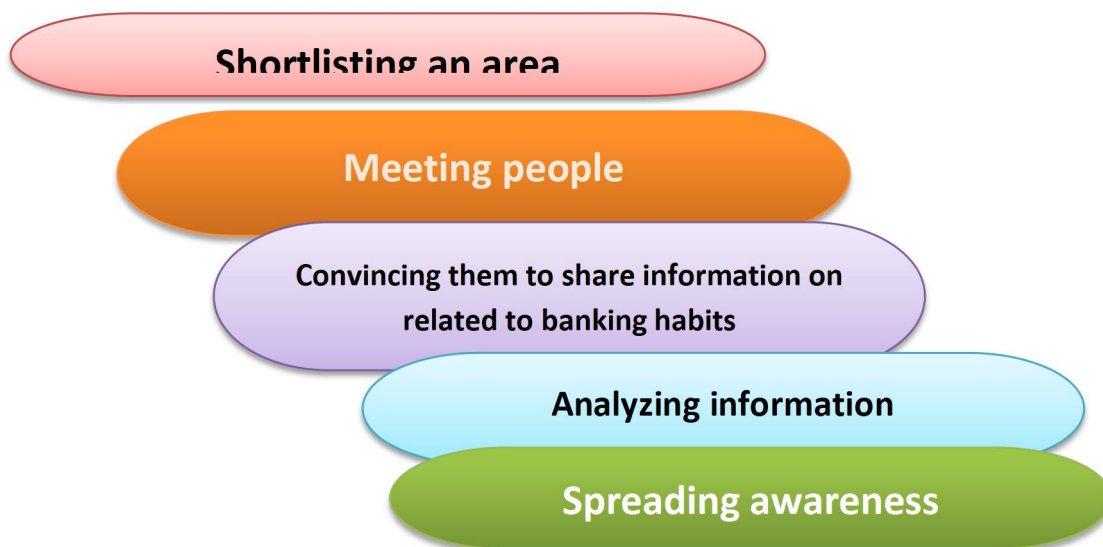 Shortlisting an area
Meeting people
Convincing them to share information on
related to banking habits
Analyzing information
Spreading awareness